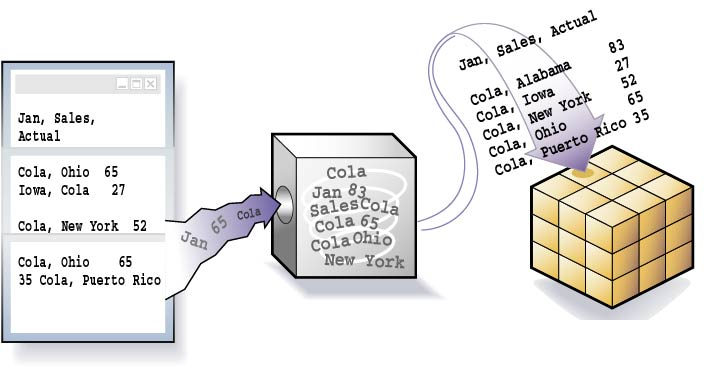 Jan, Sales,
Actual
Cola, Ohio 65
Iowa, Cola 27
Cola, New York 52
Cola, Ohio 65
35 Cola, Puerto Rico
Jan 65 Cola
Cola
Jan 83
Sales Cola
Cola 65
Cola Ohio
New York
Jan, Sales, Actual
Cola, Alabama 83
Cola, Iowa 27
Cola, New York 52
Cola, Ohio 65
Cola, Puerto Rico 35